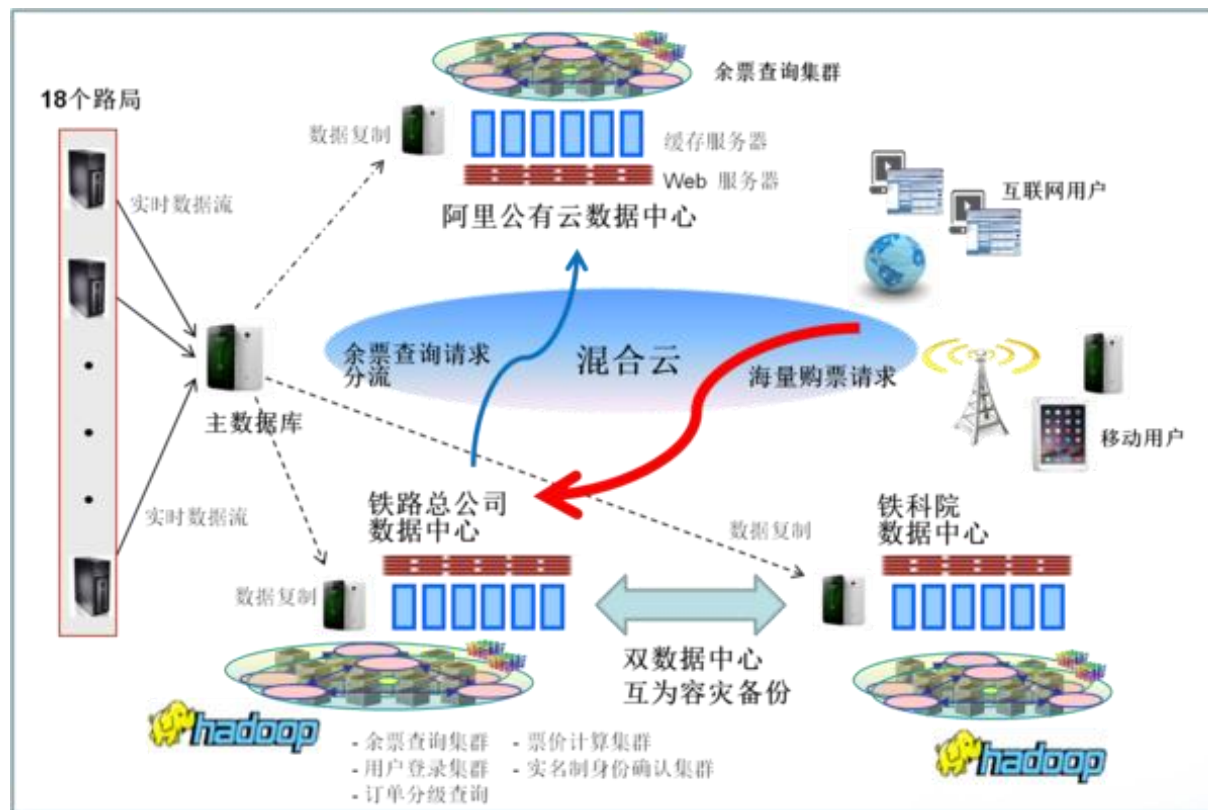 余票查询集群
18个路局
数据复制
缓存服务器
Web 服务器
互联网用户
实时数据流
阿里公有云数据中心
余票查询请求
分流
混合云
海量购票请求
主数据库
移动用户
铁路总公司
数据中心
铁科院
数据中心
实时数据流
数据复制
数据复制
双数据中心
互为容灾备份
hadoop
- 余票查询集群
- 票价计算集群
- 用户登录集群
- 实名制身份确认集群
- 订单分级查询
hadoop